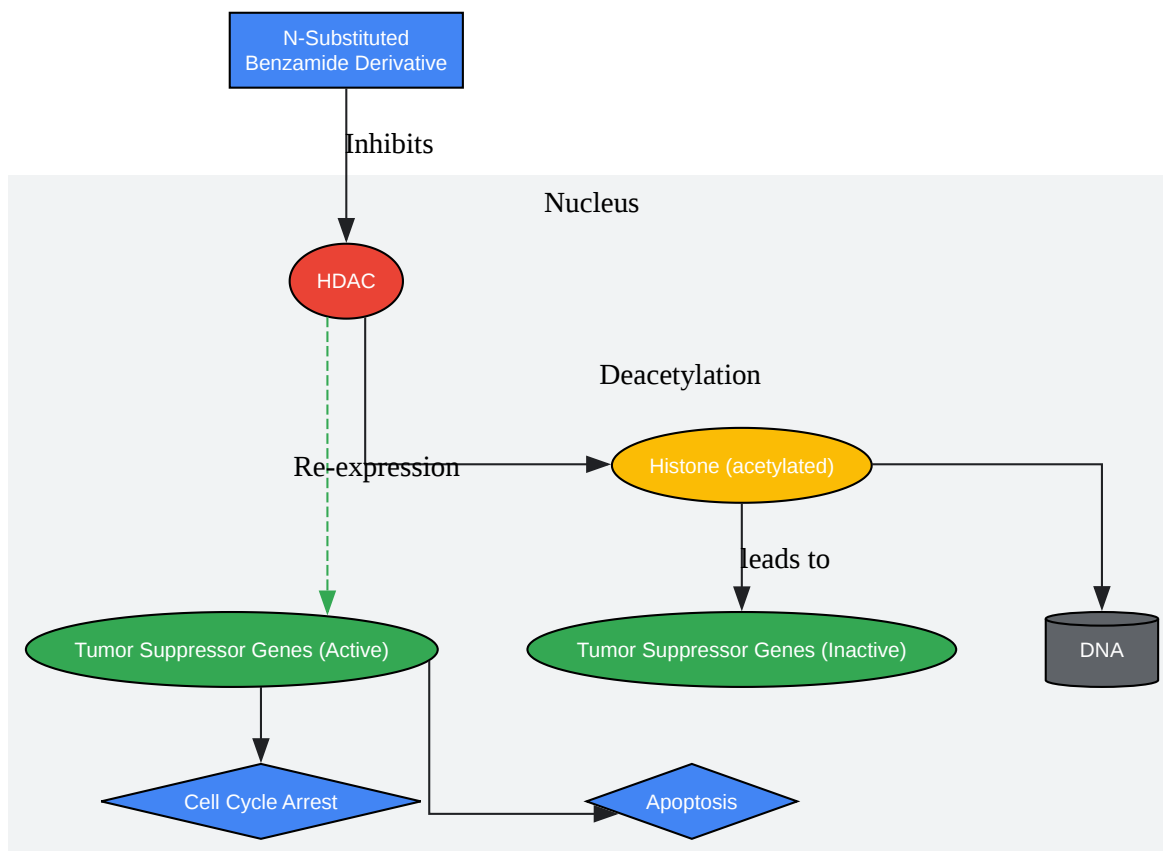 N-Substituted
Benzamide Derivative
Inhibits
Nucleus
HDAC
Deacetylation
Re-expression
Histone (acetylated)
leads to
Tumor Suppressor Genes (Active)
Tumor Suppressor Genes (Inactive)
DNA
Cell Cycle Arrest
Apoptosis